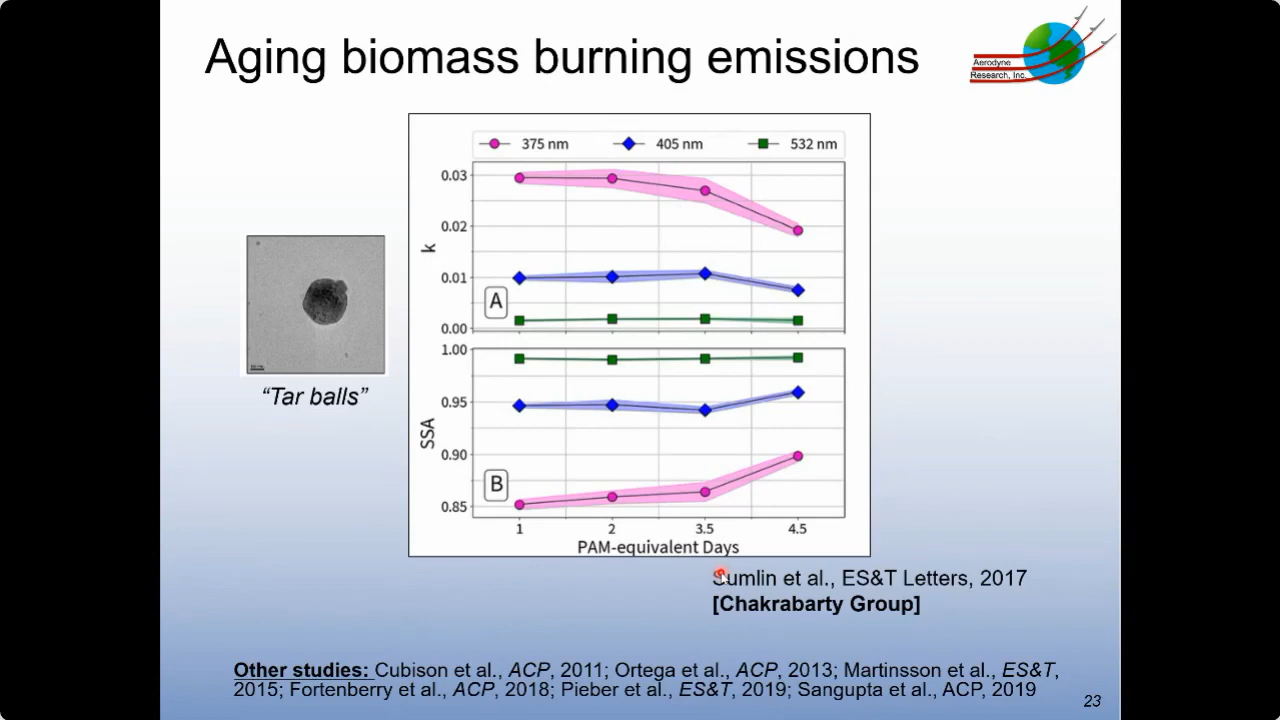 Aging biomass burning emissions
Aerodyne
Research, Inc.
375 nm 405 nm 532 nm
0.03
0.02
k
0.01
A
0.00
1.00
0.95
SSA
0.90
B
0.85
1 2 3.5 4.5
PAM-equivalent Days
"Tar balls"
Sumlin et al., ES&T Letters, 2017
[Chakrabarty Group]
Other studies: Cubison et al., ACP, 2011; Ortega et al., ACP, 2013; Martinsson et al., ES&T,
2015; Fortenberry et al., ACP, 2018; Pieber et al., ES&T, 2019; Sangupta et al., ACP, 2019
23